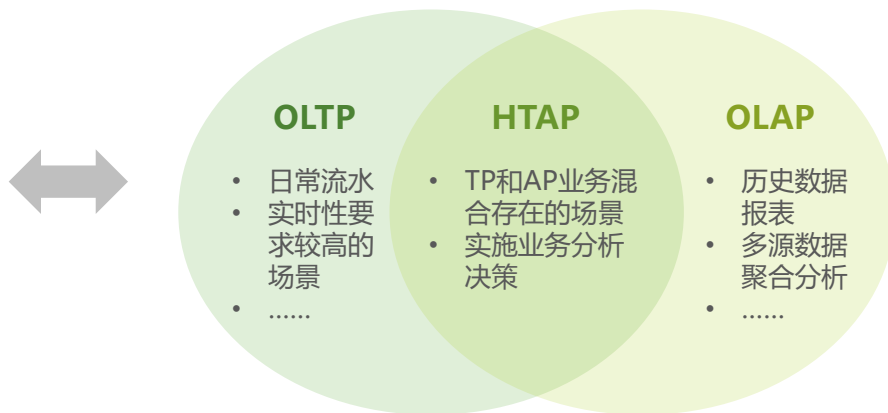 OLTP
• 日常流水
• 实时性要
求较高的
场景
• ……
HTAP
• TP和AP业务混
合存在的场景
• 实施业务分析
决策
OLAP
• 历史数据
报表
• 多源数据
聚合分析
• ……